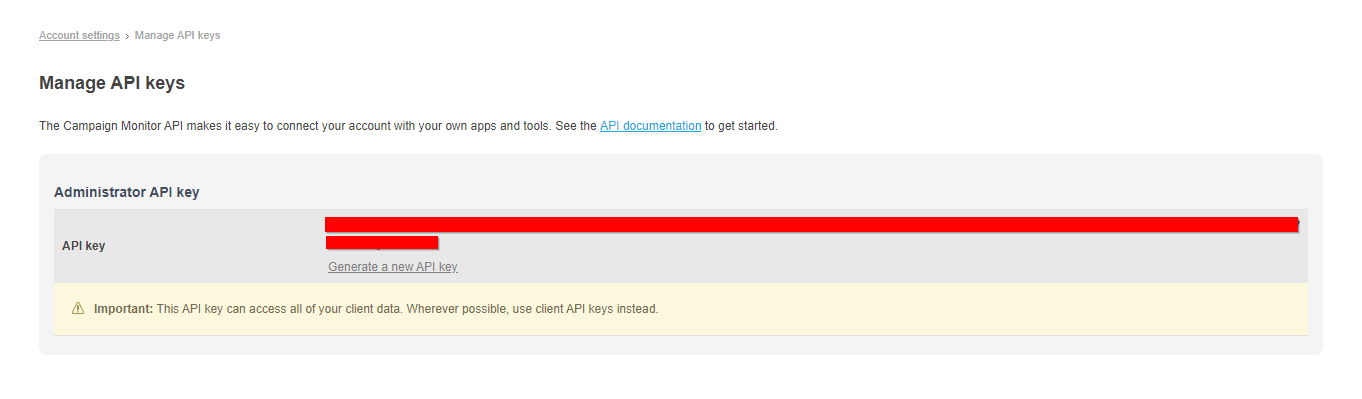 Account settings › Manage API keys
Manage API keys
The Campaign Monitor API makes it easy to connect your account with your own apps and tools. See the API documentation to get started.
Administrator API key
API key
Generate a new API key
⚠ Important: This API key can access all of your client data. Wherever possible, use client API keys instead.